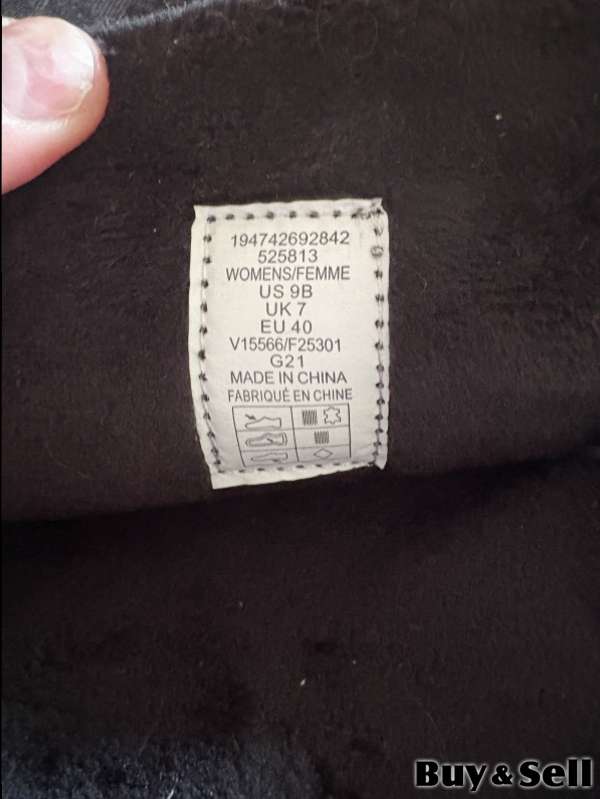 194742692842
525813
WOMENS/FEMME
US 9B
UK 7
EU 40
V15566/F25301
G21
MADE IN CHINA
FABRIQUÉ EN CHINE
Buy & Sell